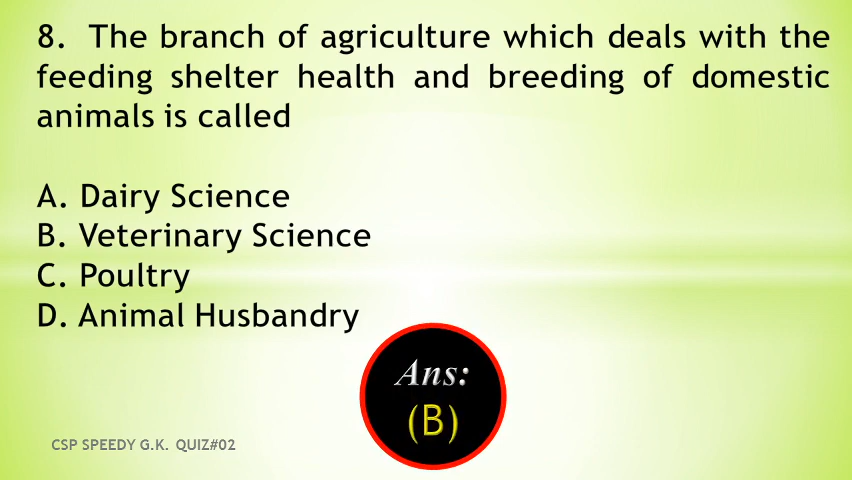 8. The branch of agriculture which deals with the
feeding shelter health and breeding of domestic
animals is called
A. Dairy Science
B. Veterinary Science
C. Poultry
D. Animal Husbandry
Ans:
(B)
CSP SPEEDY G.K. QUIZ#02